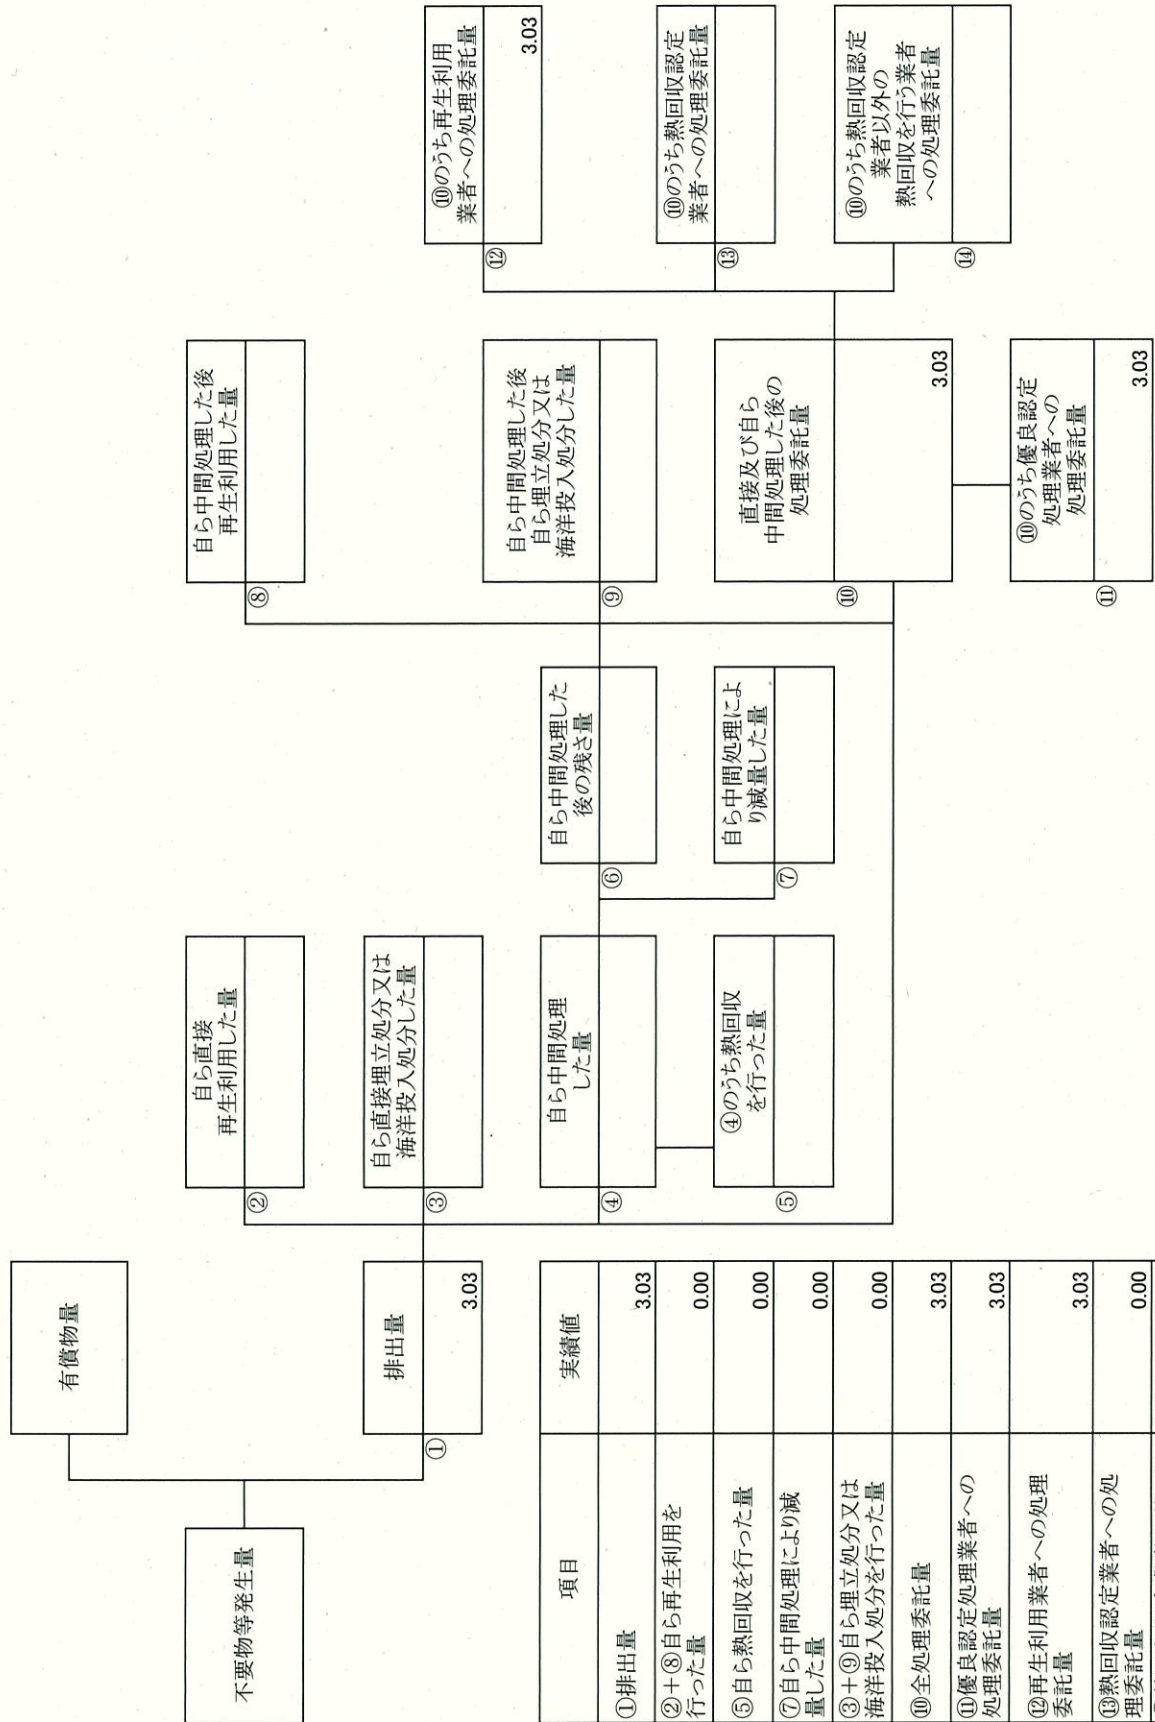 不要物等発生量
有償物量
排出量
①
3.03
自ら直接
再生利用した量
②
自ら直接埋立処分又は
海洋投入処分した量
③
自ら中間処理
した量
④
④のうち熱回収
を行った量
⑤
自ら中間処理した
後の残さ量
⑥
自ら中間処理によ
り減量した量
⑦
自ら中間処理した後
再生利用した量
⑧
自ら中間処理した後
自ら埋立処分又は
海洋投入処分した量
⑨
直接及び自ら
中間処理した後の
処理委託量
⑩
3.03
⑩のうち優良認定
処理業者への
処理委託量
⑪
3.03
⑩のうち再生利用
業者への処理委託量
⑫
3.03
⑩のうち熱回収認定
業者への処理委託量
⑬
⑩のうち熱回収認定
業者以外の
熱回収を行う業者
への処理委託量
⑭
項目
実績値
①排出量
3.03
②+⑧自ら再生利用を
行った量
0.00
⑤自ら熱回収を行った量
0.00
⑦自ら中間処理により減
量した量
0.00
③+⑨自ら埋立処分又は
海洋投入処分を行った量
0.00
⑩全処理委託量
3.03
⑪優良認定処理業者への
処理委託量
3.03
⑫再生利用業者への処理
委託量
3.03
⑬熱回収認定業者への処
理委託量
0.00